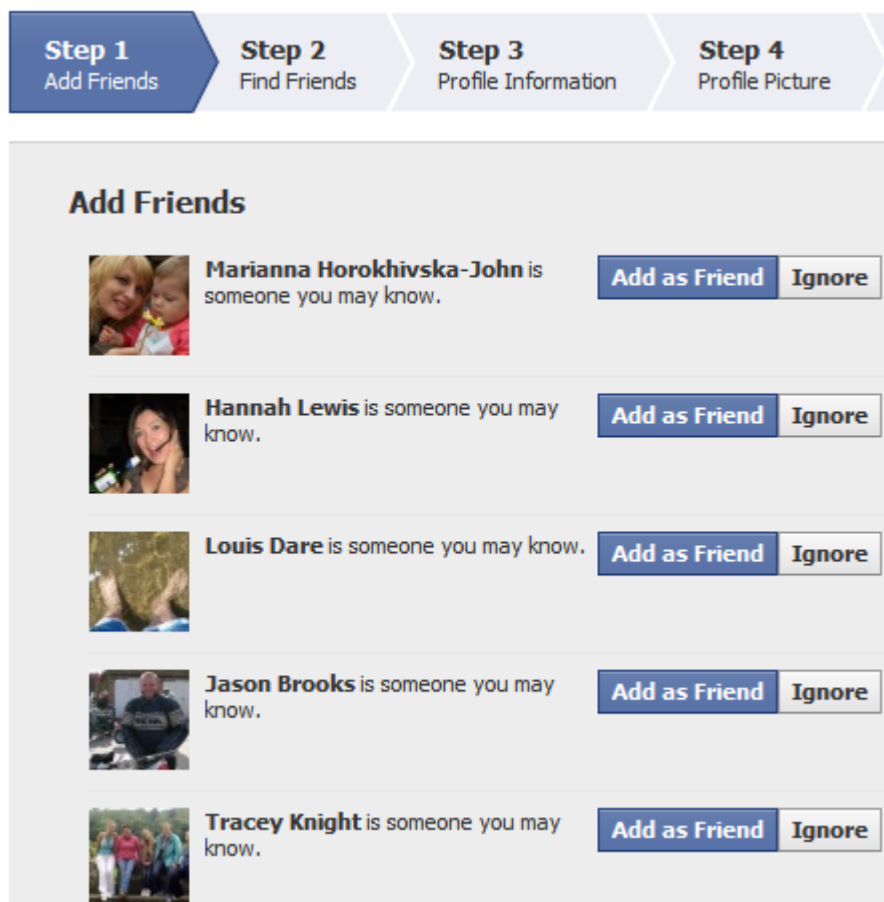 Step 1
Add Friends
Step 2
Find Friends
Step 3
Profile Information
Step 4
Profile Picture
Add Friends
Marianna Horokhivska-John is
someone you may know.
Add as Friend
Ignore
Hannah Lewis is someone you may
know.
Add as Friend
Ignore
Louis Dare is someone you may know.
Add as Friend
Ignore
Jason Brooks is someone you may
know.
Add as Friend
Ignore
Tracey Knight is someone you may
know.
Add as Friend
Ignore